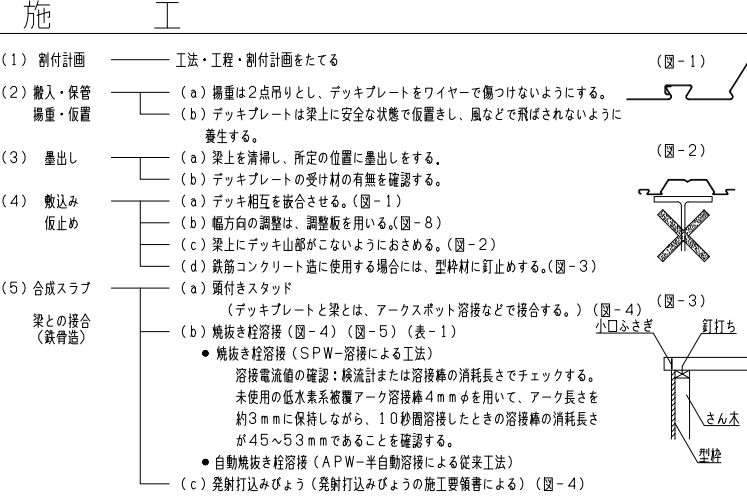 施 工
(1) 割付計画 工法・工程・割付計画をたてる
(2) 搬入・保管 (a) 揚重は2点吊りとし、デッキプレートをワイヤーで傷つけないようにする。
揚重・仮置 (b) デッキプレートは梁上に安全な状態で仮置きし、風などで飛ばされないように
養生する。
(3) 墨出し (a) 梁上を清掃し、所定の位置に墨出しをする.
(b) デッキプレートの受け材の有無を確認する。
(4) 敷込み (a) デッキ相互を嵌合させる。(図-1)
仮止め (b) 幅方向の調整は、調整板を用いる。(図-8)
(c) 梁上にデッキ山部がこないようにおさめる。(図-2)
(d) 鉄筋コンクリート造に使用する場合には、型枠材に釘止めする。(図-3)
(5) 合成スラブ (a) 頭付きスタッド
梁との接合 (デッキプレートと梁とは、アークスポット溶接などで接合する。) (図-4)
(鉄骨造) (b) 焼抜き栓溶接 (図-4) (図-5) (表-1)
● 焼抜き栓溶接 (SPW-溶接による工法)
溶接電流値の確認:検流計または溶接棒の消耗長さでチェックする。
未使用の低水素系被覆アーク溶接棒4mmφを用いて、アーク長さを
約3mmに保持しながら、10秒間溶接したときの溶接棒の消耗長さ
が45~53mmであることを確認する。
● 自動焼抜き栓溶接 (APW-半自動溶接による従来工法)
(c) 発射打込みびょう (発射打込みびょうの施工要領書による) (図-4)
(図-1)
(図-2)
(図-3)
小口ふさぎ 釘打ち
さん木
型枠